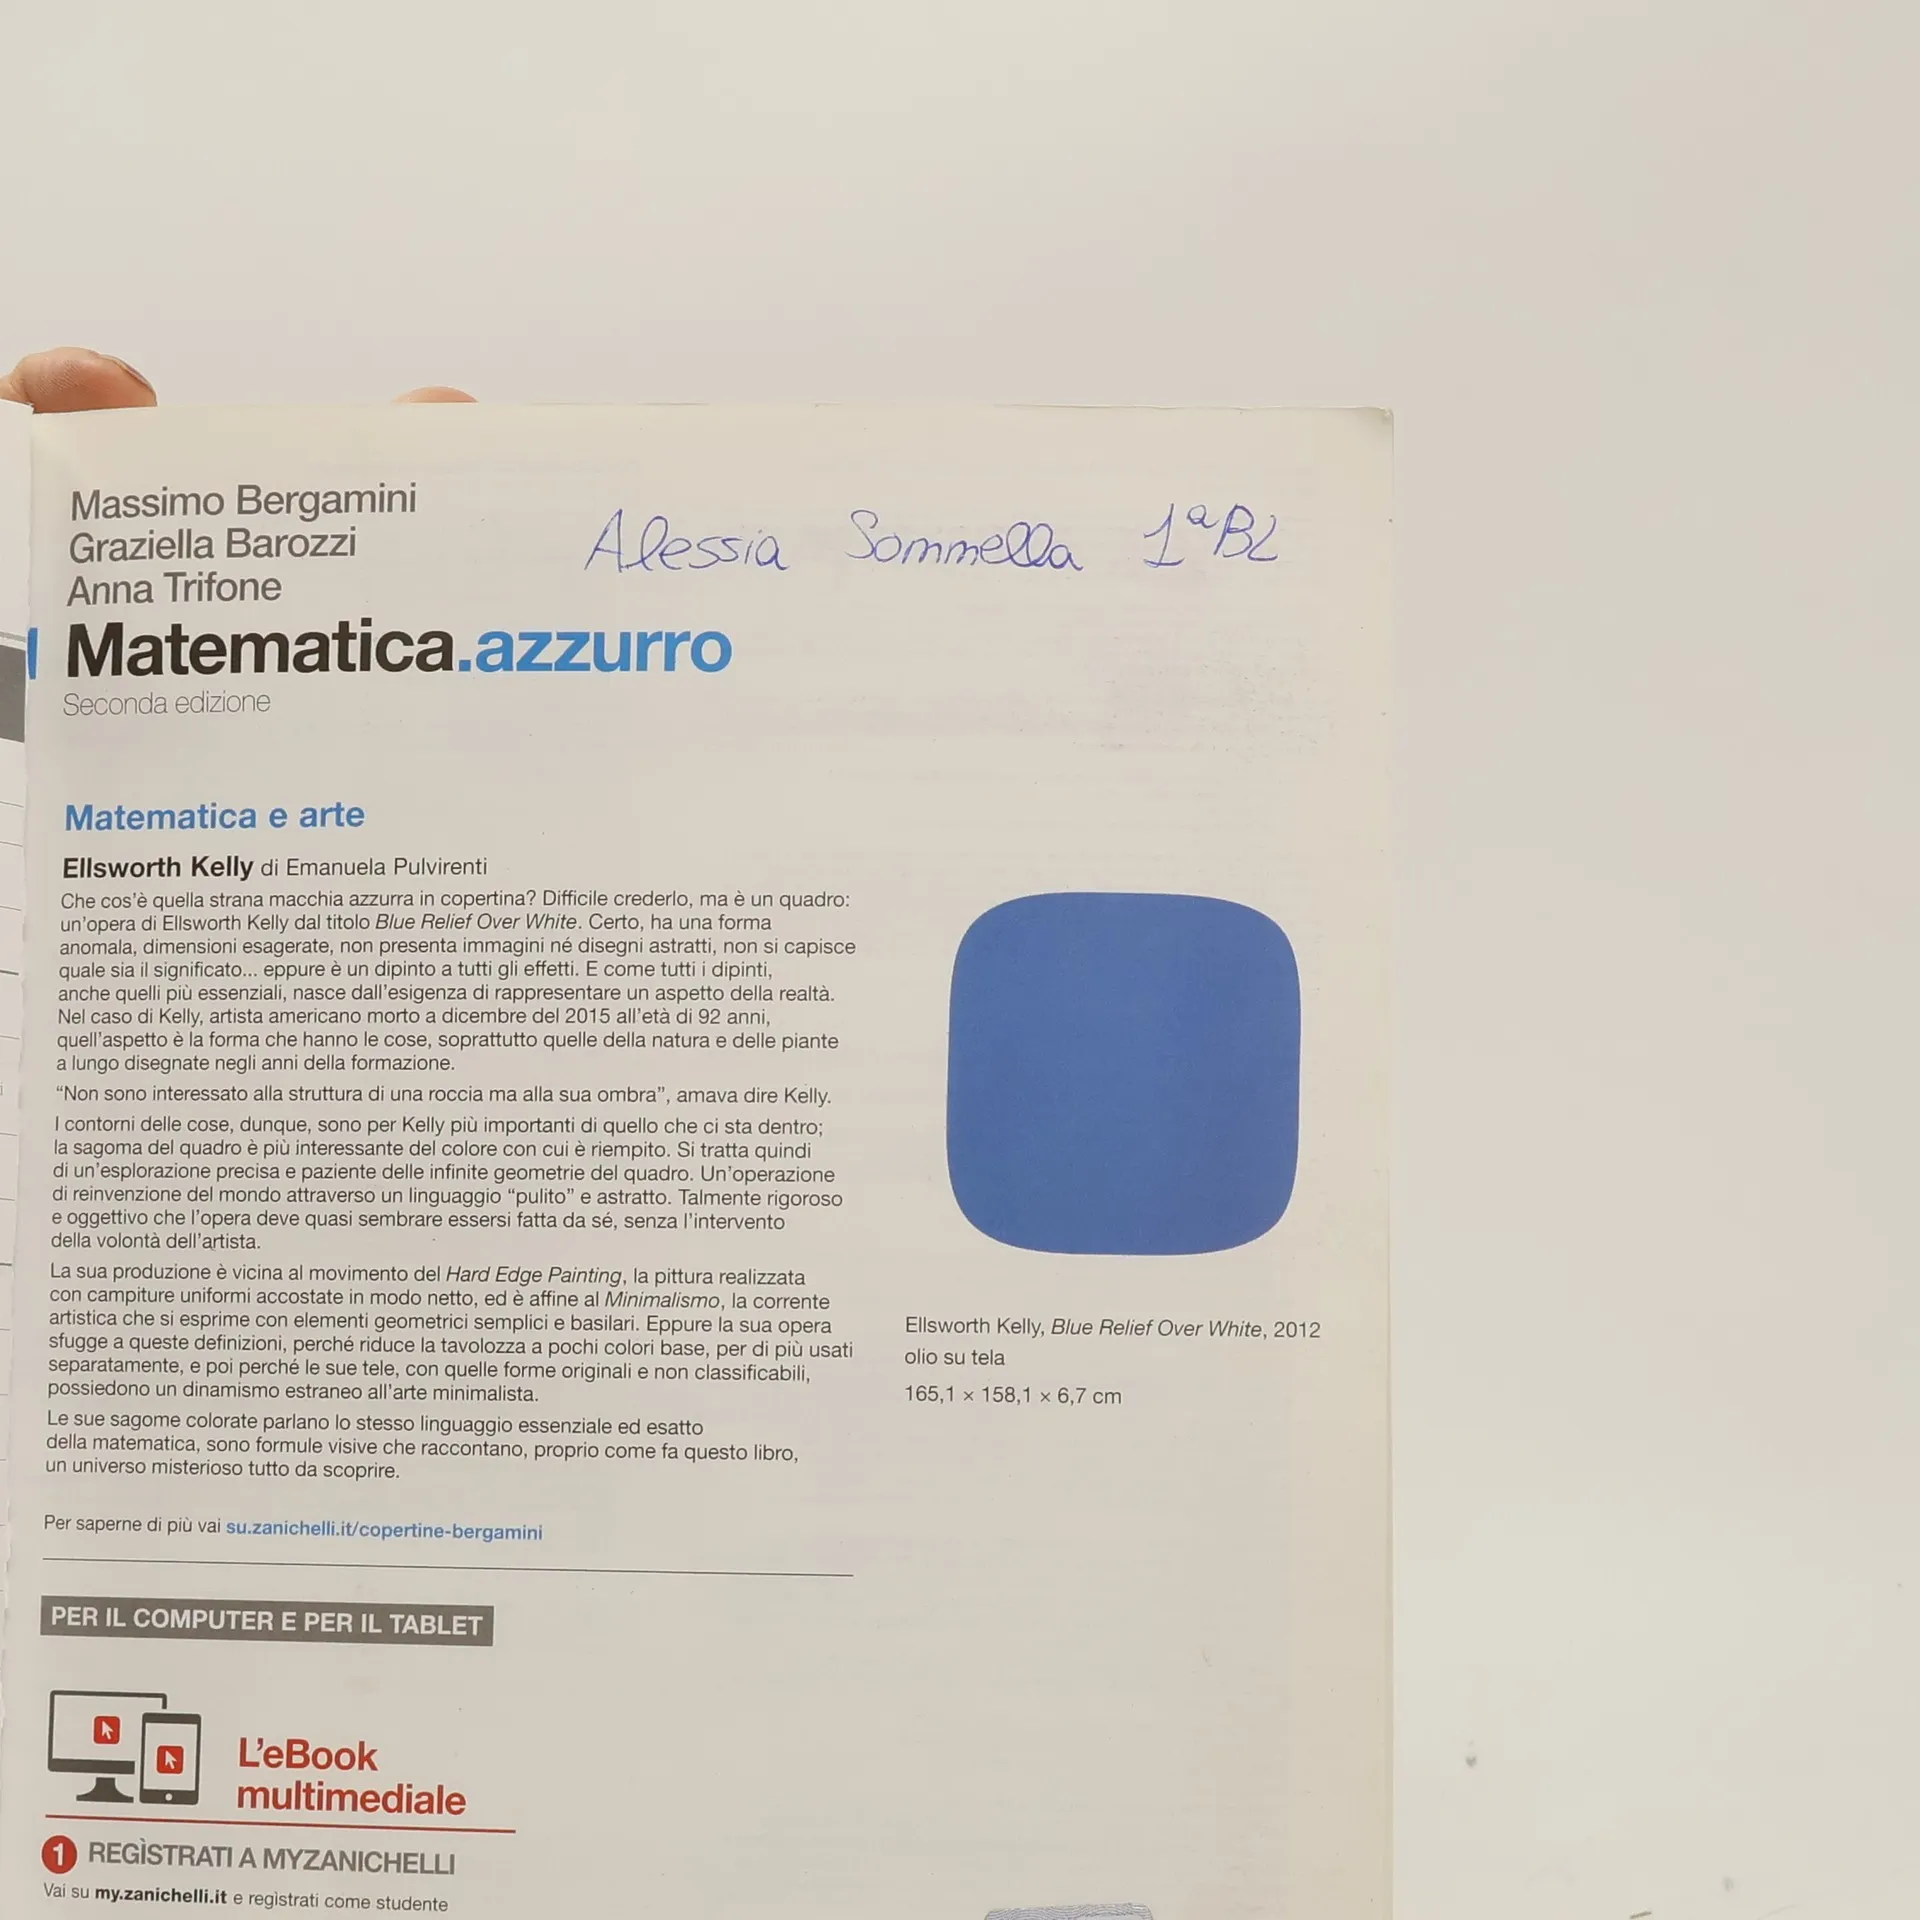 Massimo Bergamini
Graziella Barozzi
Anna Trifone
Alessia Sommella 1ªBL
Matematica.azzurro
Seconda edizione
Matematica e arte
Ellsworth Kelly di Emanuela Pulvirenti
Che cos'è quella strana macchia azzurra in copertina? Difficile crederlo, ma è un quadro:
un'opera di Ellsworth Kelly dal titolo Blue Relief Over White. Certo, ha una forma
anomala, dimensioni esagerate, non presenta immagini né disegni astratti, non si capisce
quale sia il significato... eppure è un dipinto a tutti gli effetti. E come tutti i dipinti,
anche quelli più essenziali, nasce dall'esigenza di rappresentare un aspetto della realtà.
Nel caso di Kelly, artista americano morto a dicembre del 2015 all'età di 92 anni,
quell'aspetto è la forma che hanno le cose, soprattutto quelle della natura e delle piante
a lungo disegnate negli anni della formazione.
“Non sono interessato alla struttura di una roccia ma alla sua ombra”, amava dire Kelly.
I contorni delle cose, dunque, sono per Kelly più importanti di quello che ci sta dentro;
la sagoma del quadro è più interessante del colore con cui è riempito. Si tratta quindi
di un'esplorazione precisa e paziente delle infinite geometrie del quadro. Un'operazione
di reinvenzione del mondo attraverso un linguaggio “pulito” e astratto. Talmente rigoroso
e oggettivo che l'opera deve quasi sembrare essersi fatta da sé, senza l'intervento
della volontà dell'artista.
La sua produzione è vicina al movimento del Hard Edge Painting, la pittura realizzata
con campiture uniformi accostate in modo netto, ed è affine al Minimalismo, la corrente
artistica che si esprime con elementi geometrici semplici e basilari. Eppure la sua opera
sfugge a queste definizioni, perché riduce la tavolozza a pochi colori base, per di più usati
separatamente, e poi perché le sue tele, con quelle forme originali e non classificabili,
possiedono un dinamismo estraneo all'arte minimalista.
Le sue sagome colorate parlano lo stesso linguaggio essenziale ed esatto
della matematica, sono formule visive che raccontano, proprio come fa questo libro,
un universo misterioso tutto da scoprire.
Per saperne di più vai su.zanichelli.it/copertine-bergamini
Ellsworth Kelly, Blue Relief Over White, 2012
olio su tela
165,1 × 158,1 × 6,7 cm
PER IL COMPUTER E PER IL TABLET
L'eBook
multimediale
1 REGÌSTRATI A MYZANICHELLI
Vai su my.zanichelli.it e regìstrati come studente